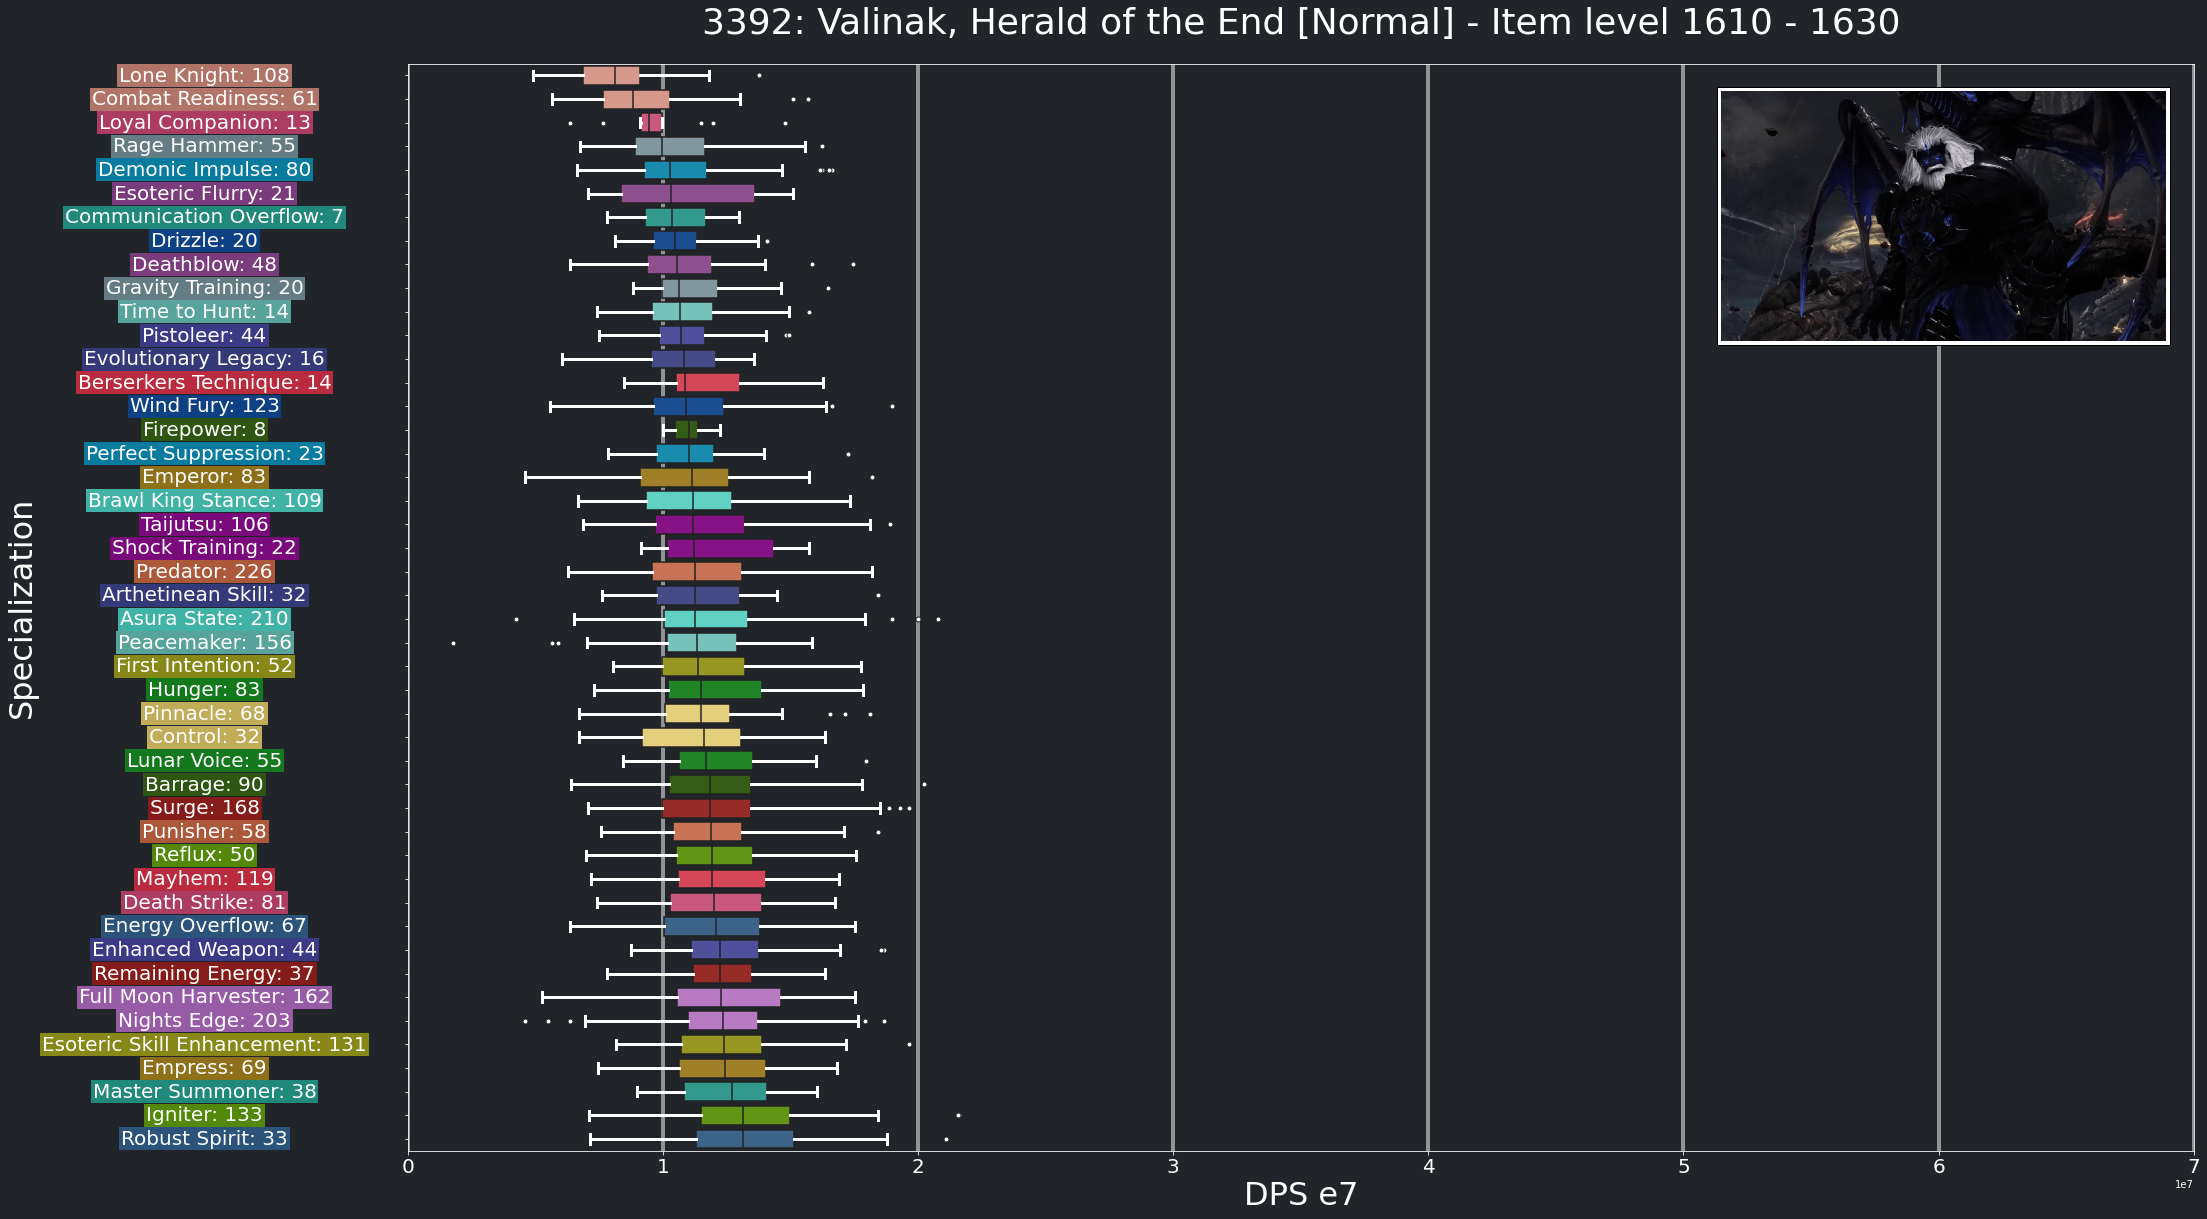 3392: Valinak, Herald of the End [Normal] - Item level 1610 - 1630
Specialization
Lone Knight: 108
Combat Readiness: 61
Loyal Companion: 13
Rage Hammer: 55
Demonic Impulse: 80
Esoteric Flurry: 21
Communication Overflow: 7
Drizzle: 20
Deathblow: 48
Gravity Training: 20
Time to Hunt: 14
Pistoleer: 44
Evolutionary Legacy: 16
Berserkers Technique: 14
Wind Fury: 123
Firepower: 8
Perfect Suppression: 23
Emperor: 83
Brawl King Stance: 109
Taijutsu: 106
Shock Training: 22
Predator: 226
Arthetinean Skill: 32
Asura State: 210
Peacemaker: 156
First Intention: 52
Hunger: 83
Pinnacle: 68
Control: 32
Lunar Voice: 55
Barrage: 90
Surge: 168
Punisher: 58
Reflux: 50
Mayhem: 119
Death Strike: 81
Energy Overflow: 67
Enhanced Weapon: 44
Remaining Energy: 37
Full Moon Harvester: 162
Nights Edge: 203
Esoteric Skill Enhancement: 131
Empress: 69
Master Summoner: 38
Igniter: 133
Robust Spirit: 33
0 1 2 3 4 5 6 7
1e7
DPS e7